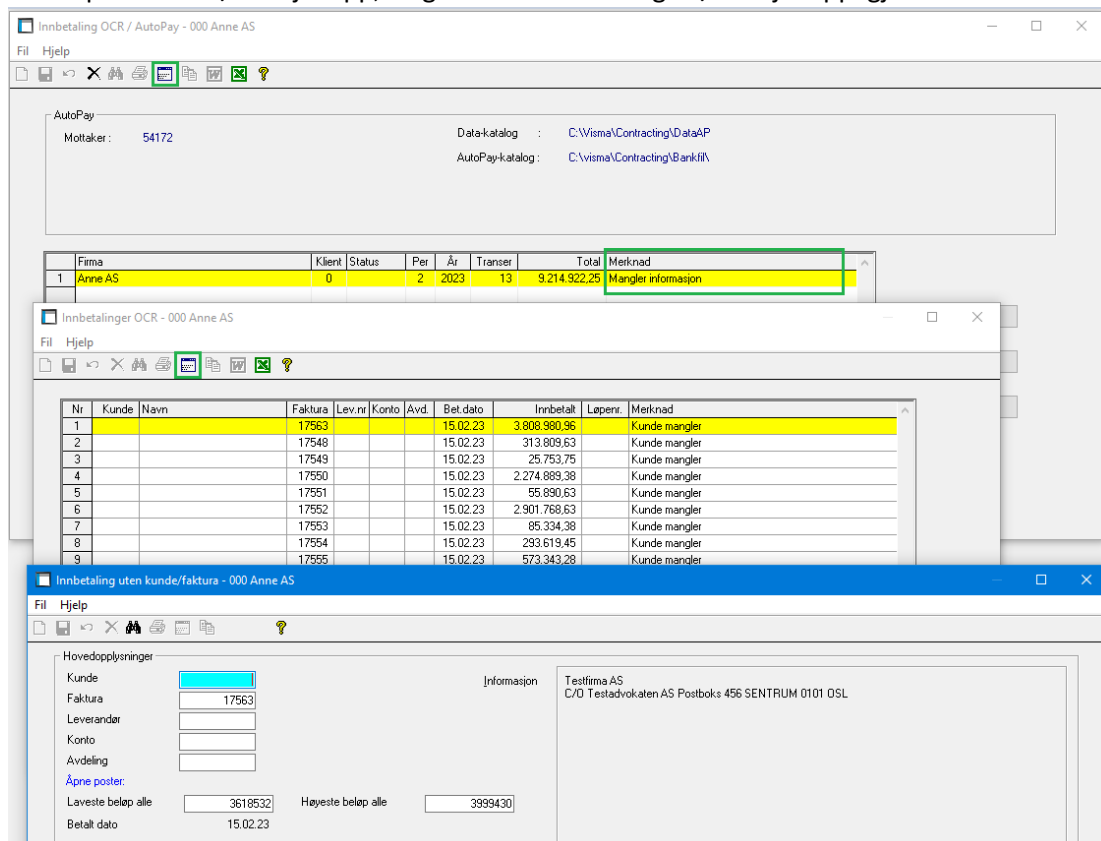 Innbetaling OCR / AutoPay - 000 Anne AS
Fil Hjelp
AutoPay
Mottaker : 54172
Data-katalog : C:\Visma\Contracting\DataAP
AutoPay-katalog : C:\visma\Contracting\Bankfil\
Firma Klient Status Per År Transer Total Merknad
1 Anne AS 0 2 2023 13 9.214.922,25 Mangler informasjon
Innbetalinger OCR - 000 Anne AS
Fil Hjelp
Nr Kunde Navn Faktura Lev.nr Konto Avd. Bet.dato Innbetalt Løpenr. Merknad
1 17563 15.02.23 3.808.980,96 Kunde mangler
2 17548 15.02.23 313.809,63 Kunde mangler
3 17549 15.02.23 25.753,75 Kunde mangler
4 17550 15.02.23 2.274.889,38 Kunde mangler
5 17551 15.02.23 55.890,63 Kunde mangler
6 17552 15.02.23 2.901.768,63 Kunde mangler
7 17553 15.02.23 85.334,38 Kunde mangler
8 17554 15.02.23 293.619,45 Kunde mangler
9 17555 15.02.23 573.343,28 Kunde mangler
Innbetaling uten kunde/faktura - 000 Anne AS
Fil Hjelp
Hovedopplysninger
Kunde
Informasjon
Testfirma AS
C/O Testadvokaten AS Postboks 456 SENTRUM 0101 OSL
Faktura 17563
Leverandør
Konto
Avdeling
Åpne poster:
Laveste beløp alle 3618532 Høyeste beløp alle 3999430
Betalt dato 15.02.23